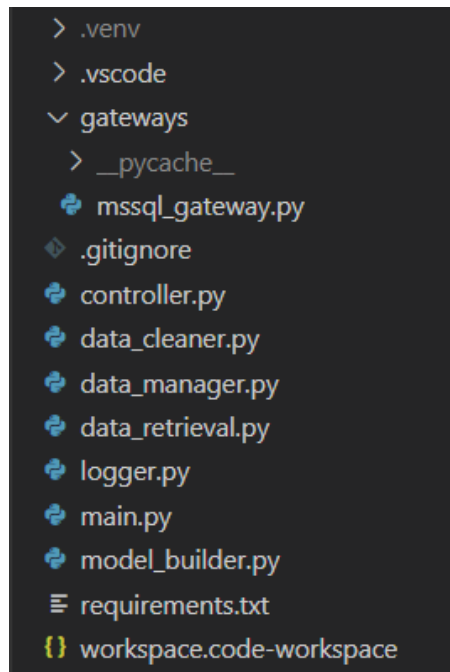 .venv
.vscode
gateways
__pycache__
mssql_gateway.py
.gitignore
controller.py
data_cleaner.py
data_manager.py
data_retrieval.py
logger.py
main.py
model_builder.py
requirements.txt
workspace.code-workspace